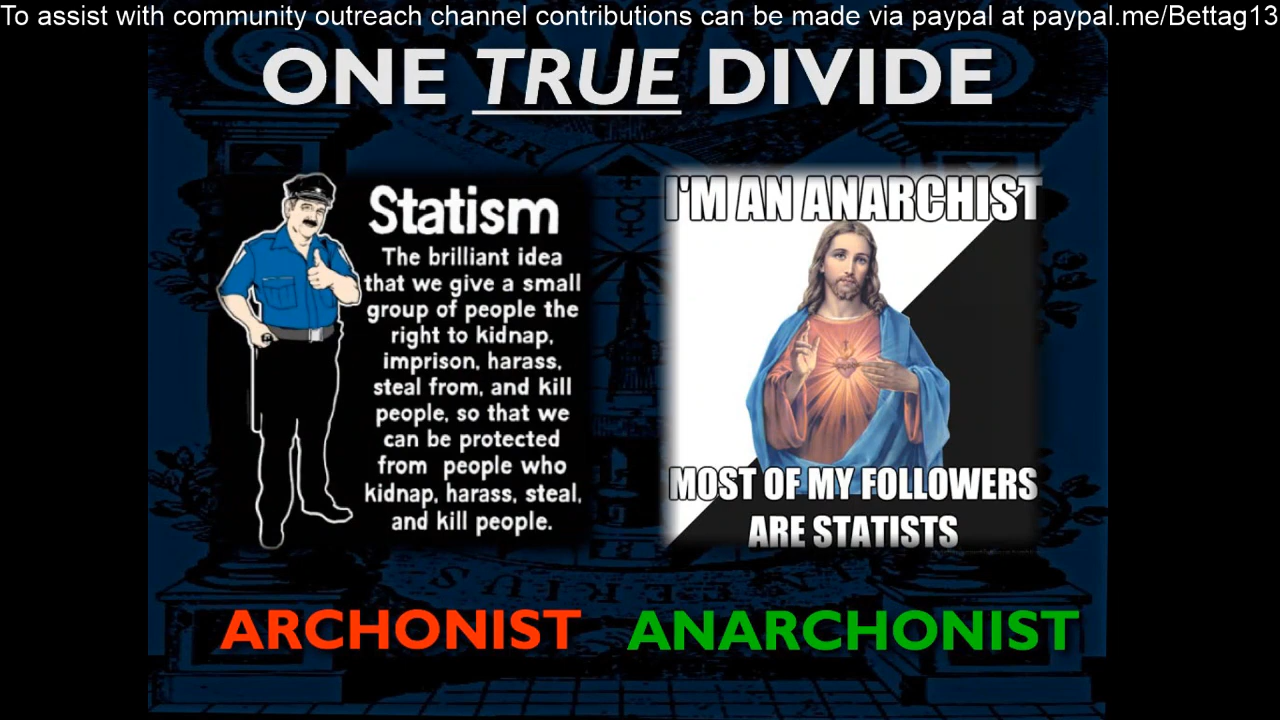 To assist with community outreach channel contributions can be made via paypal at paypal.me/Bettag13
ONE TRUE DIVIDE
Statism
The brilliant idea
that we give a small
group of people the
right to kidnap,
imprison, harass,
steal from, and kill
people, so that we
can be protected
from people who
kidnap, harass, steal,
and kill people.
I'M AN ANARCHIST
MOST OF MY FOLLOWERS
ARE STATISTS
ARCHONIST
ANARCHONIST